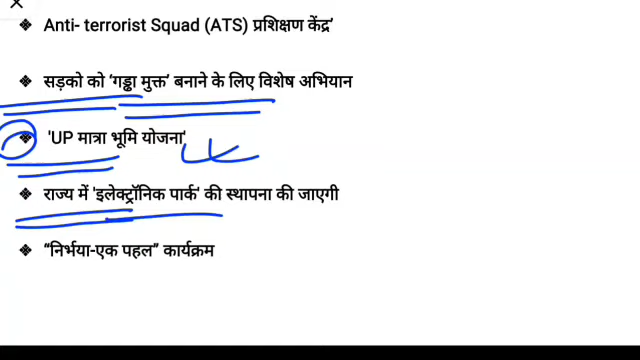 ❖ Anti- terrorist Squad (ATS) प्रशिक्षण केंद्र’
❖ सड़को को ‘गड्ढा मुक्त’ बनाने के लिए विशेष अभियान
❖ 'UP मात्रा भूमि योजना'
❖ राज्य में 'इलेक्ट्रॉनिक पार्क' की स्थापना की जाएगी
❖ “निर्भया-एक पहल” कार्यक्रम